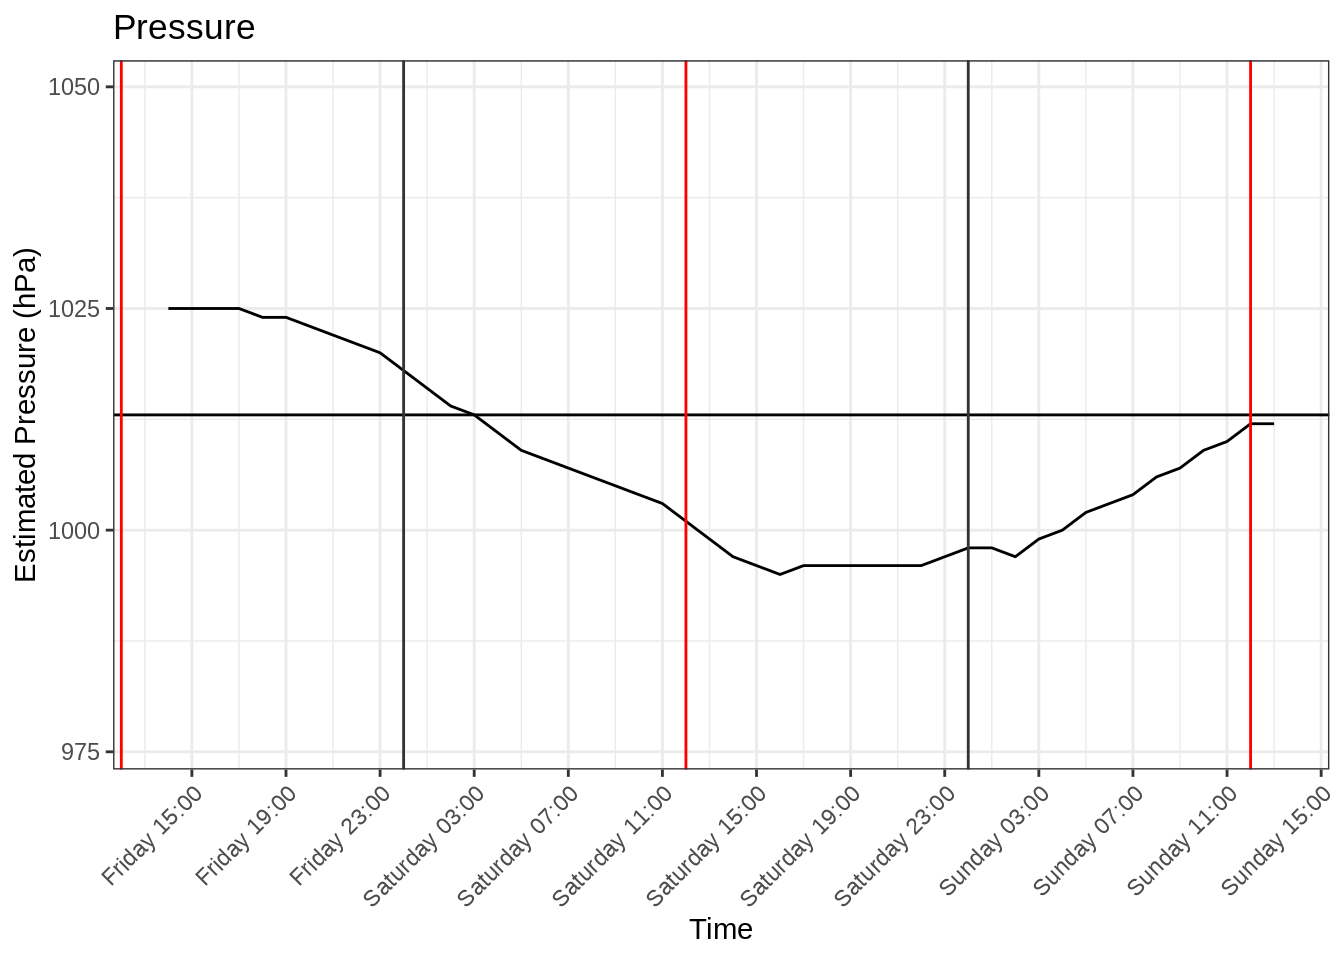 Pressure
Estimated Pressure (hPa)
1050
1025
1000
975
Friday 15:00
Friday 19:00
Friday 23:00
Saturday 03:00
Saturday 07:00
Saturday 11:00
Saturday 15:00
Saturday 19:00
Saturday 23:00
Sunday 03:00
Sunday 07:00
Sunday 11:00
Sunday 15:00
Time